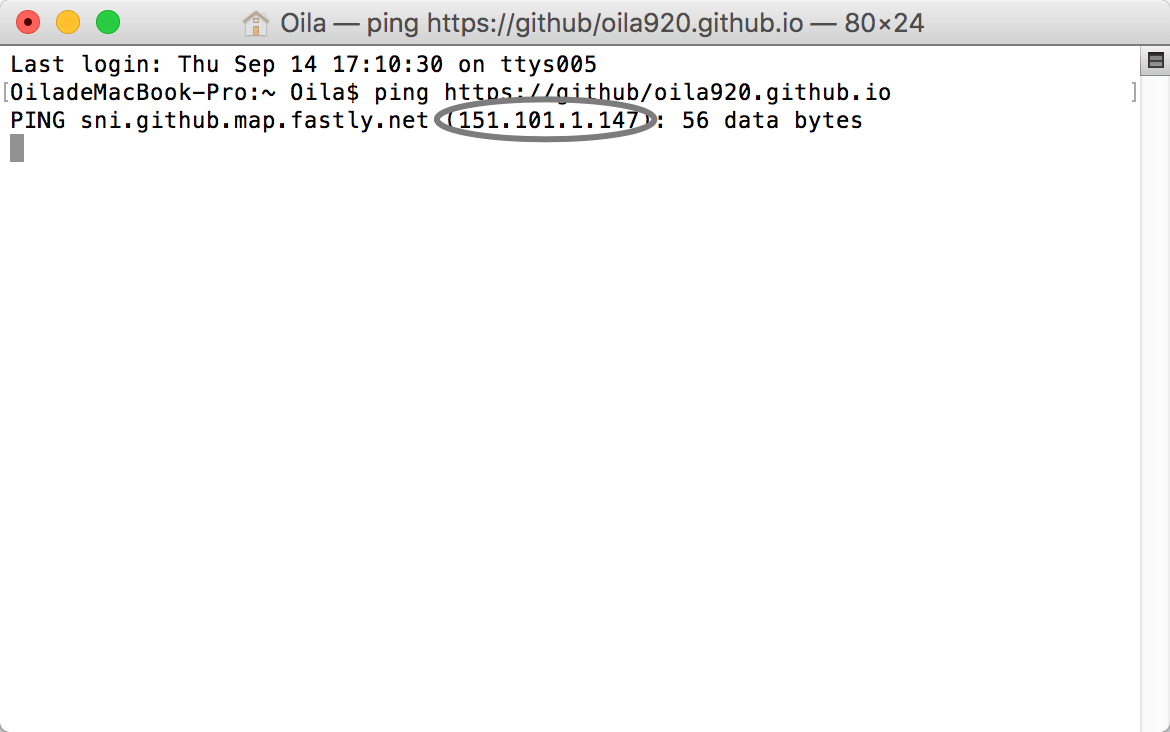 Oila — ping https://github/oila920.github.io — 80×24
Last login: Thu Sep 14 17:10:30 on ttys005
[OiladeMacBook-Pro:~ Oila$ ping https://github/oila920.github.io ]
PING sni.github.map.fastly.net (151.101.1.147): 56 data bytes